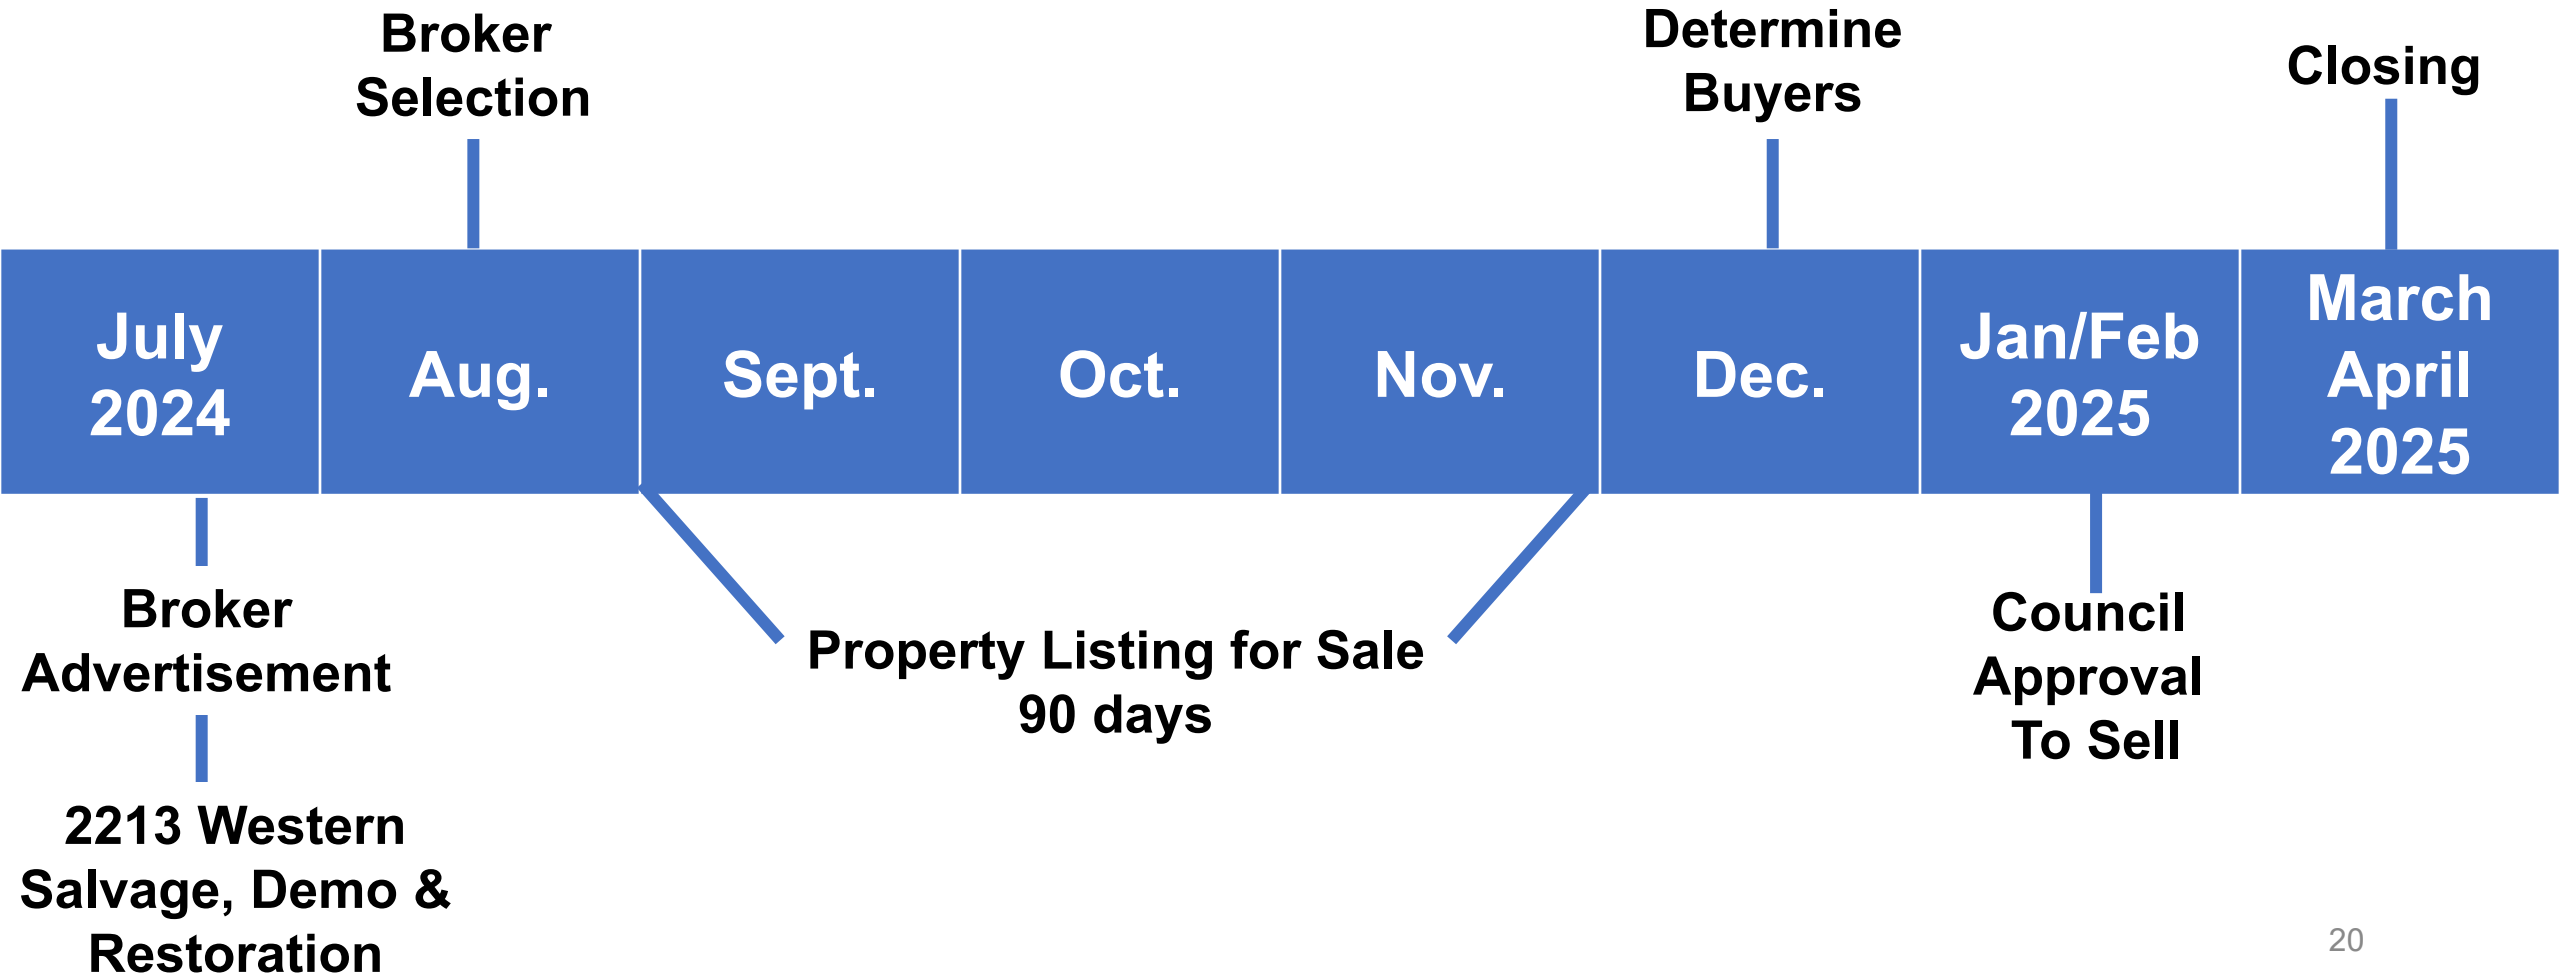 Broker
Selection
Determine
Buyers
Closing
July
2024
Aug.
Sept.
Oct.
Nov.
Dec.
Jan/Feb
2025
March
April
2025
Broker
Advertisement
2213 Western
Salvage, Demo &
Restoration
Property Listing for Sale
90 days
Council
Approval
To Sell
20